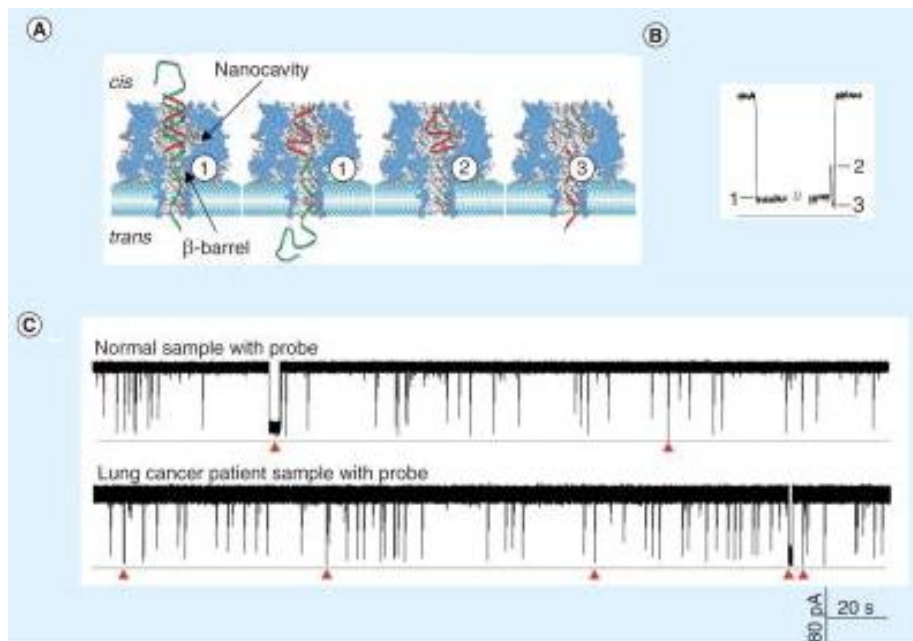 A
B
cis
Nanocavity
1
1
2
3
trans
β-barrel
2
1
3
C
Normal sample with probe
Lung cancer patient sample with probe
80 pA
20 s